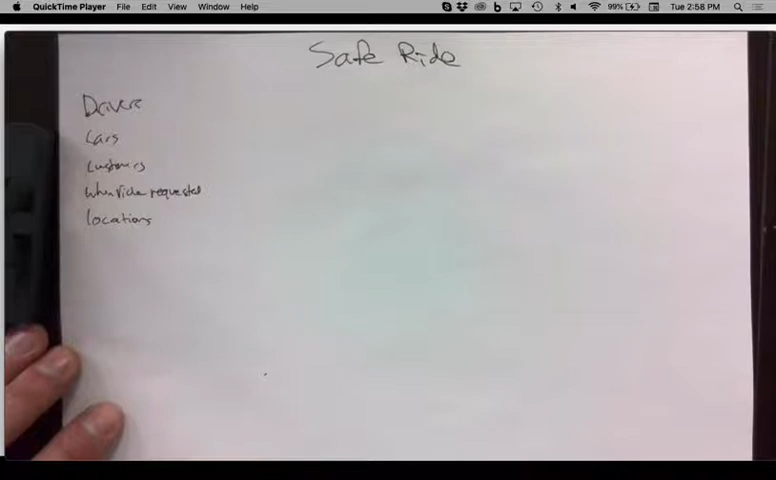 QuickTime Player File Edit View Window Help 99% Tue 2:58 PM
Safe Ride
Drivers
Cars
Customers
When ride requested
locations